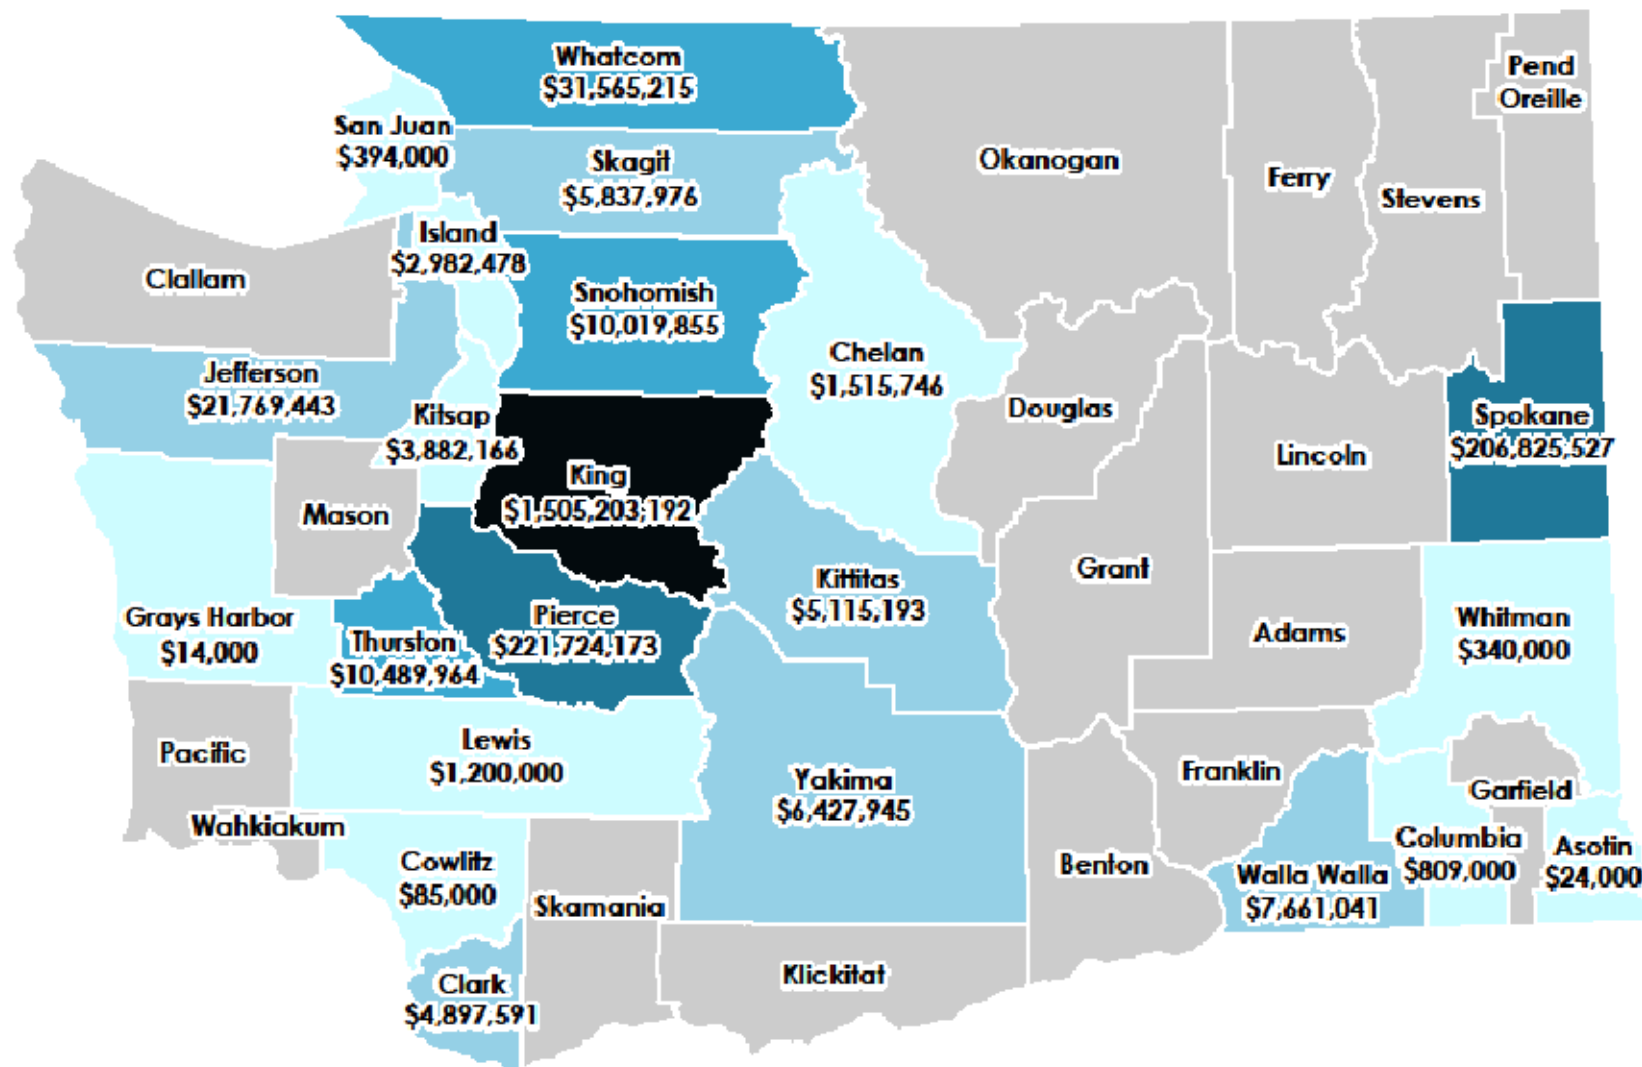 Whatcom
$31,565,215
Pend
Oreille
San Juan
$394,000
Skagit
$5,837,976
Okanogan
Ferry
Stevens
Island
$2,982,478
Clallam
Snohomish
$10,019,855
Chelan
$1,515,746
Jefferson
$21,769,443
Kitsap
$3,882,166
Douglas
Spokane
$206,825,527
Lincoln
King
$1,505,203,192
Mason
Grant
Kittitas
$5,115,193
Grays Harbor
$14,000
Thurston
$10,489,964
Pierce
$221,724,173
Adams
Whitman
$340,000
Pacific
Lewis
$1,200,000
Yakima
$6,427,945
Franklin
Garfield
Wahkiakum
Cowlitz
$85,000
Benton
Columbia
$809,000
Asotin
$24,000
Walla Walla
$7,661,041
Skamania
Klickitat
Clark
$4,897,591